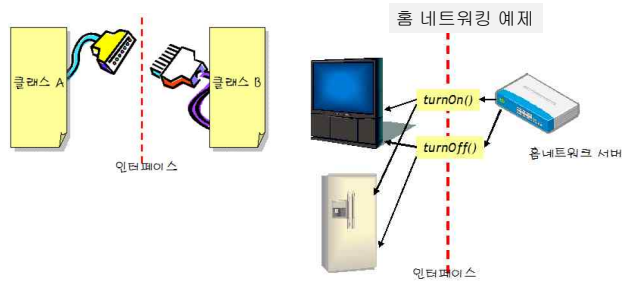 클래스 A
클래스 B
인터페이스
홈 네트워킹 예제
turnOn()
turnOff()
홈네트워크 서버
인터페이스